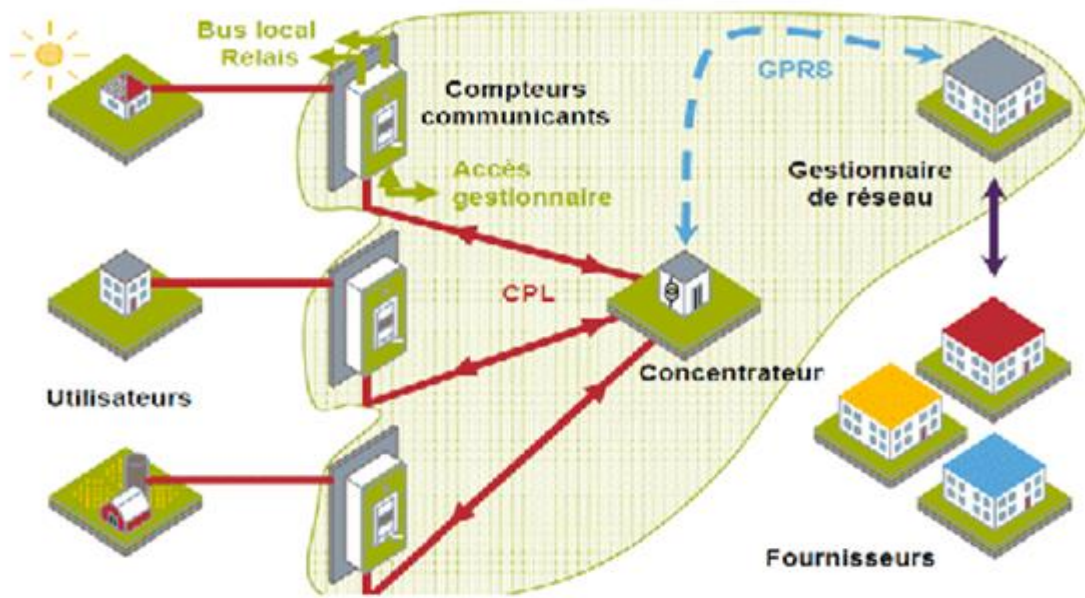 Bus local
Relais
Compteurs
communicants
GPRS
Accès
gestionnaire
Gestionnaire
de réseau
CPL
Concentrateur
Utilisateurs
Fournisseurs